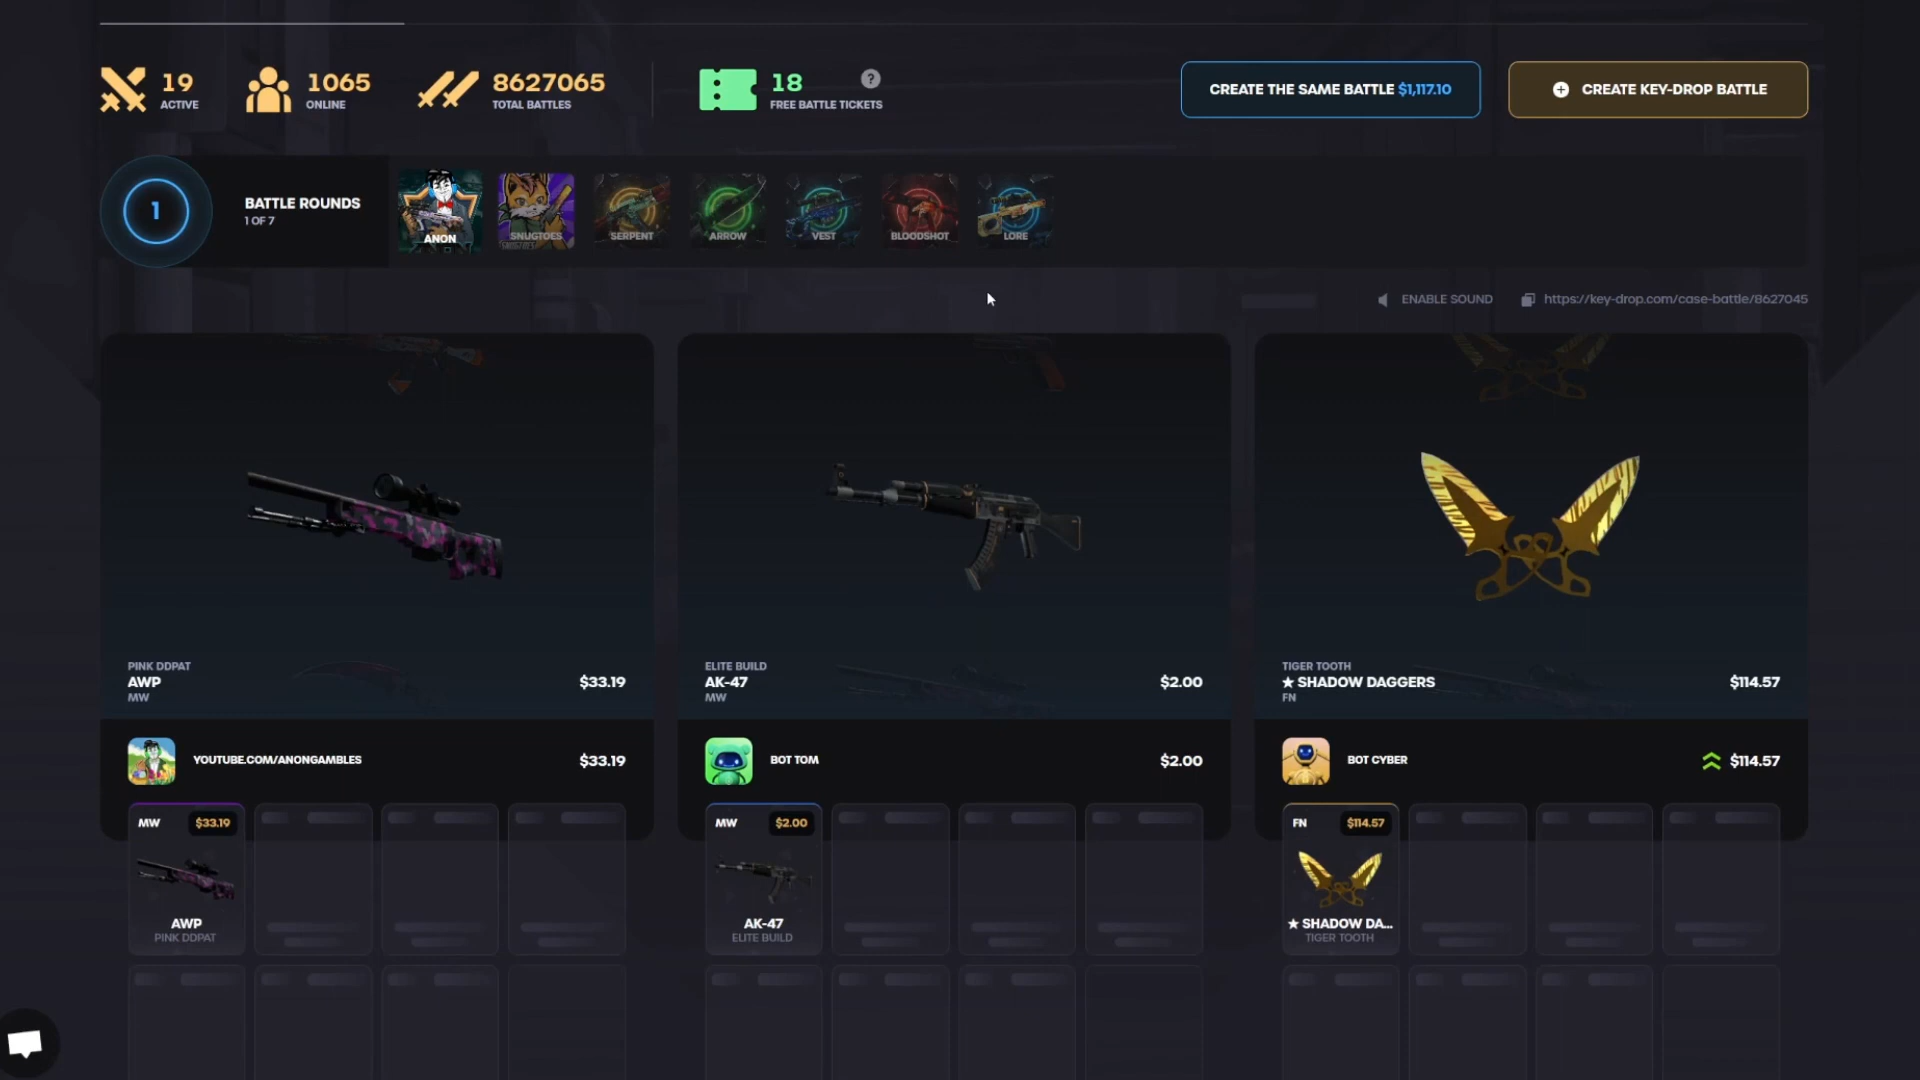 19
ACTIVE
1065
ONLINE
8627065
TOTAL BATTLES
18
FREE BATTLE TICKETS
?
CREATE THE SAME BATTLE $1,117.10
CREATE KEY-DROP BATTLE
1
BATTLE ROUNDS
1 OF 7
ANON
SNUGTOES
SERPENT
ARROW
VEST
BLOODSHOT
LORE
ENABLE SOUND
https://key-drop.com/case-battle/8627045
PINK DDPAT
AWP
MW
$33.19
ELITE BUILD
AK-47
MW
$2.00
TIGER TOOTH
★ SHADOW DAGGERS
FN
$114.57
YOUTUBE.COM/ANONGAMBLES
$33.19
BOT TOM
$2.00
BOT CYBER
$114.57
MW
$33.19
AWP
PINK DDPAT
MW
$2.00
AK-47
ELITE BUILD
FN
$114.57
★ SHADOW DA...
TIGER TOOTH